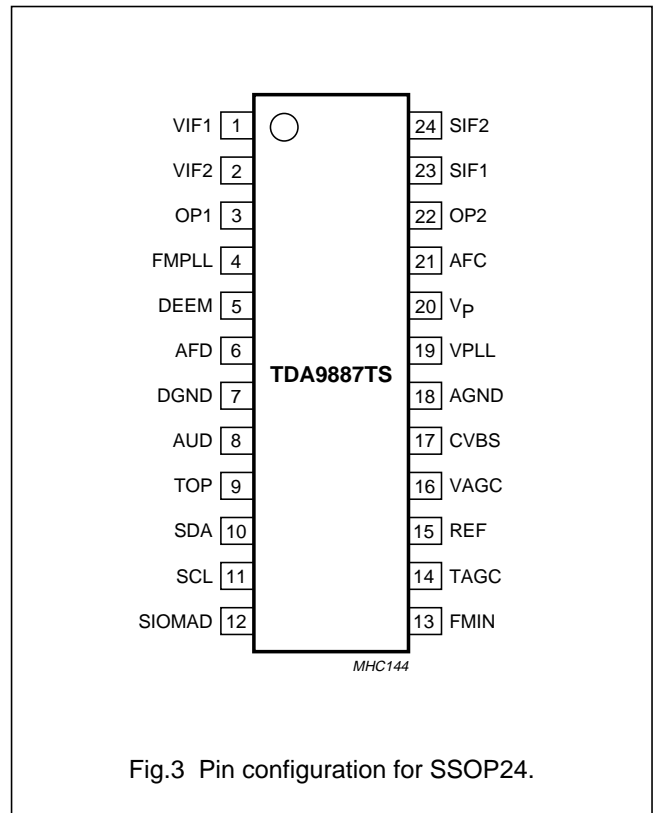 VIF1 1 24 SIF2
VIF2 2 23 SIF1
OP1 3 22 OP2
FMPLL 4 21 AFC
DEEM 5 20 VP
AFD 6 19 VPLL
TDA9887TS
DGND 7 18 AGND
AUD 8 17 CVBS
TOP 9 16 VAGC
SDA 10 15 REF
SCL 11 14 TAGC
SIOMAD 12 13 FMIN
MHC144
Fig.3 Pin configuration for SSOP24.